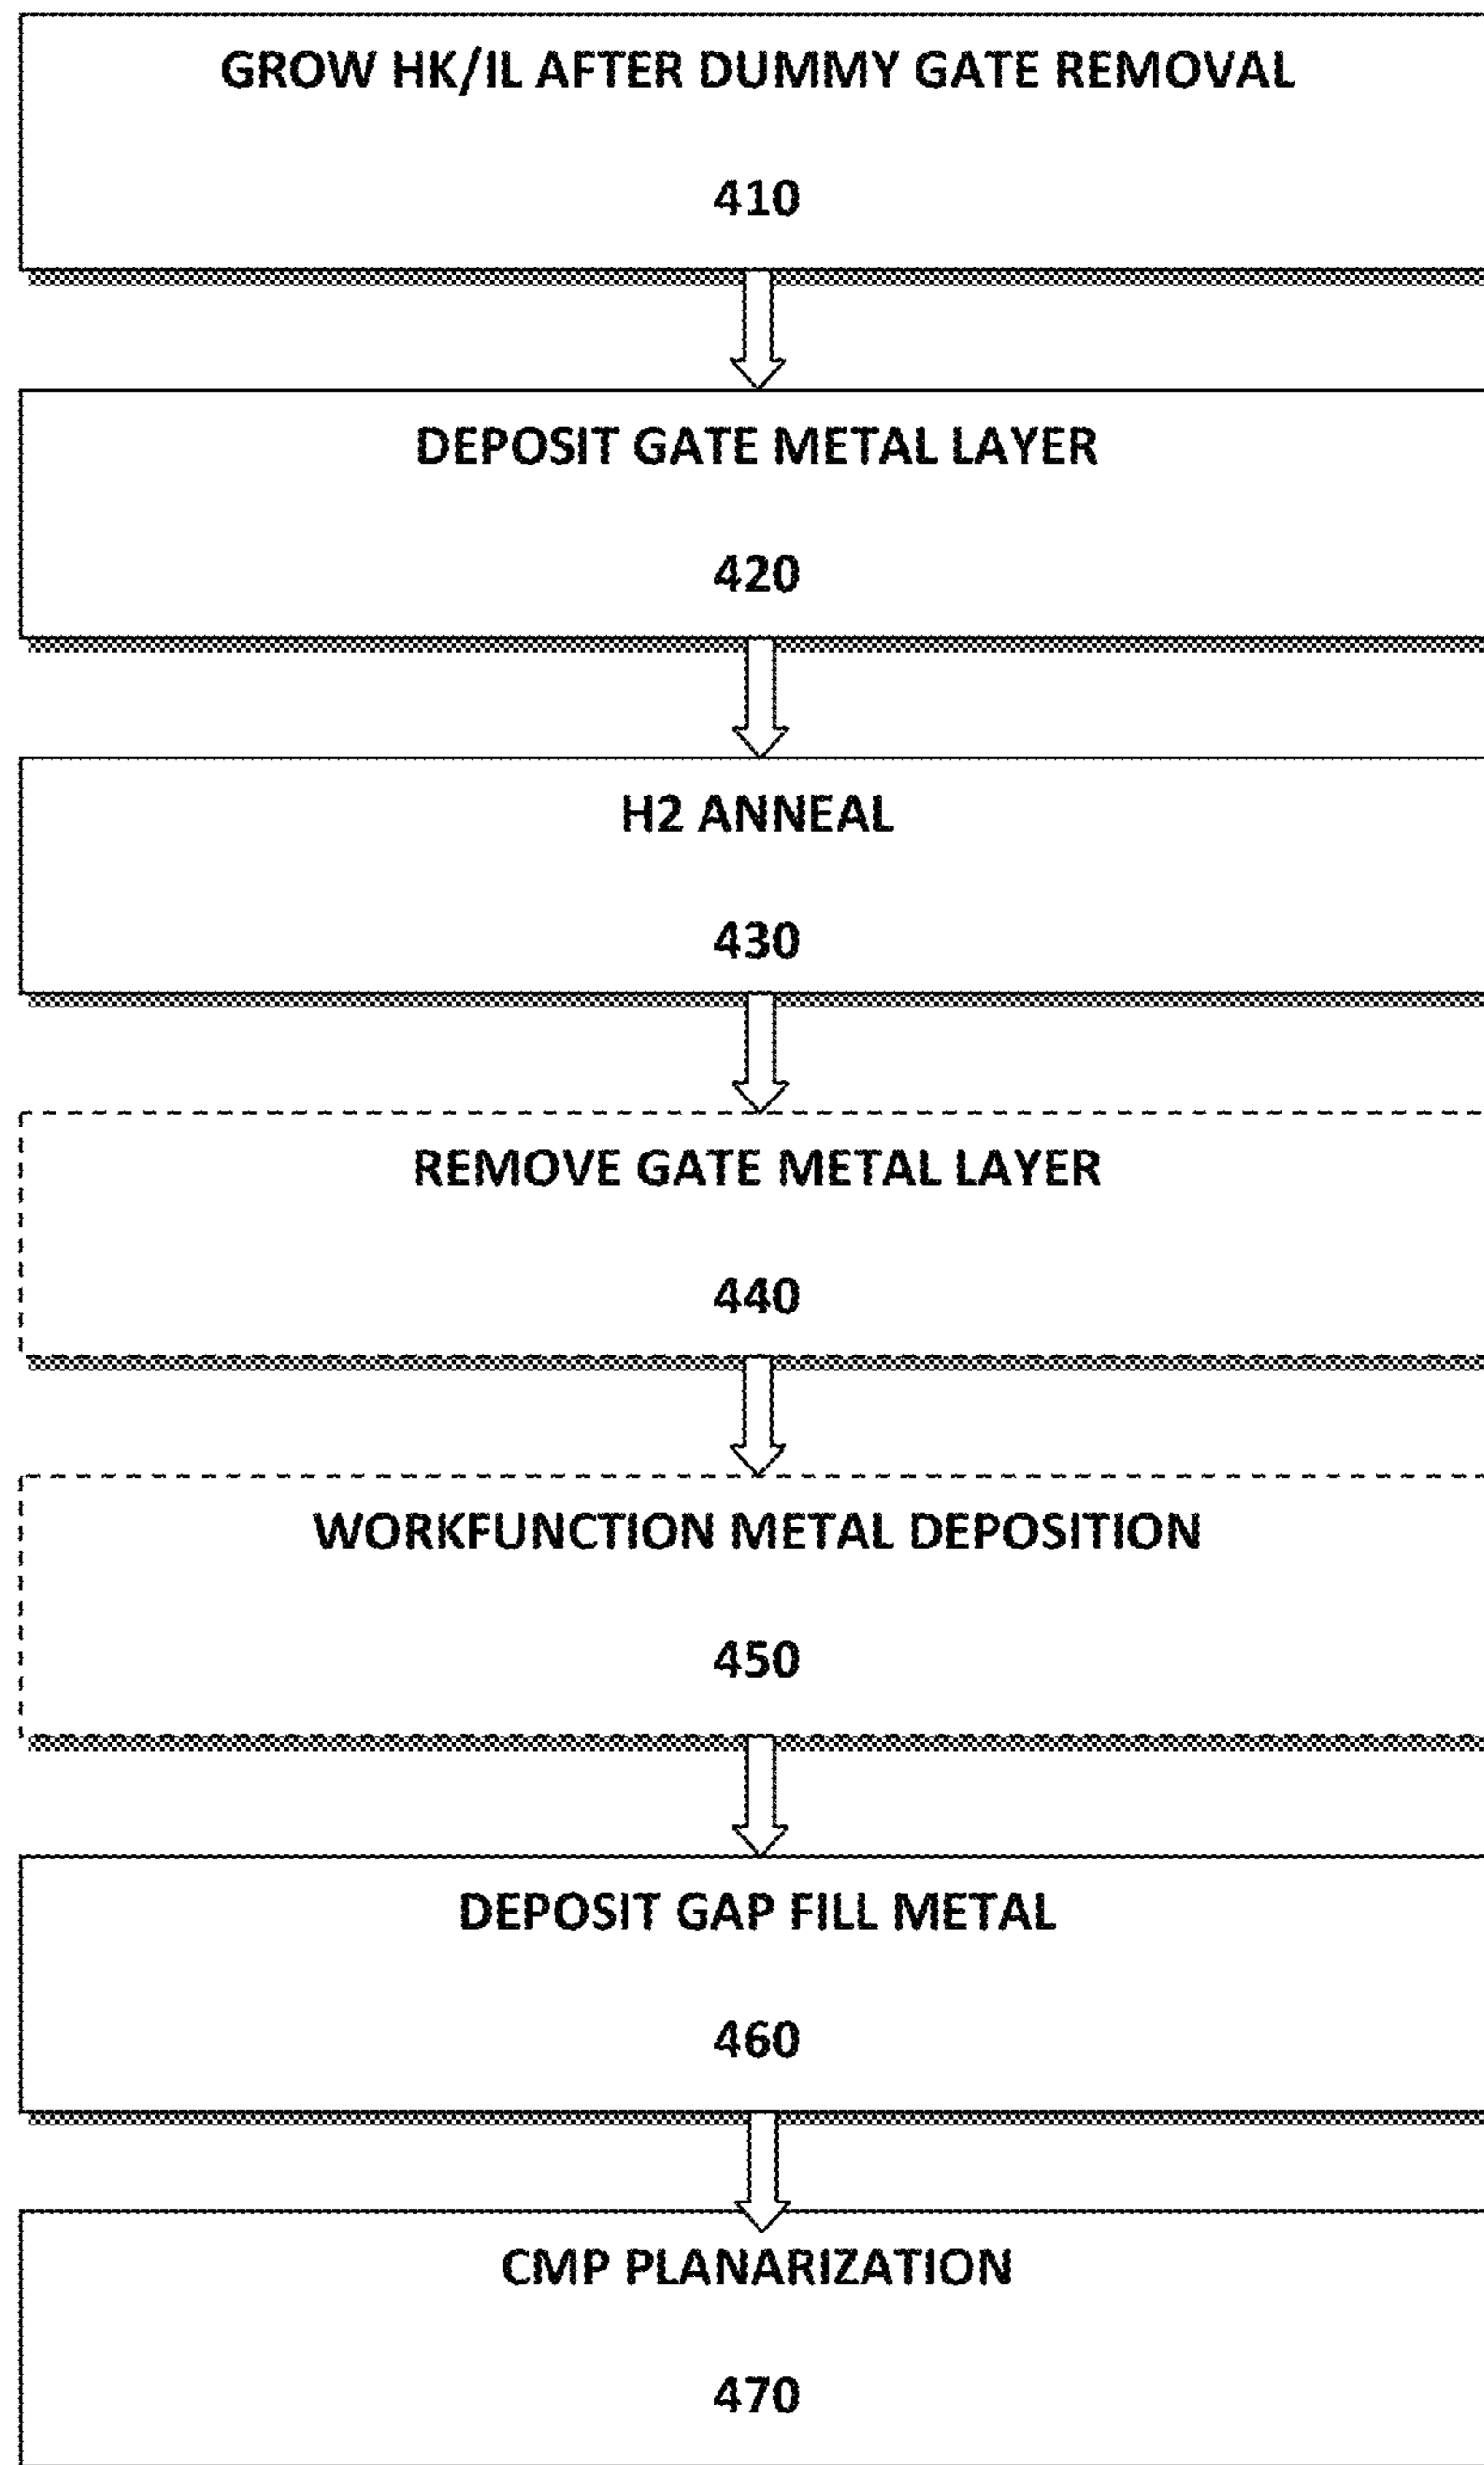 GROW HK/IL AFTER DUMMY GATE REMOVAL
410
DEPOSIT GATE METAL LAYER
420
H2 ANNEAL
430
REMOVE GATE METAL LAYER
440
WORKFUNCTION METAL DEPOSITION
450
DEPOSIT GAP FILL METAL
460
CMP PLANARIZATION
470